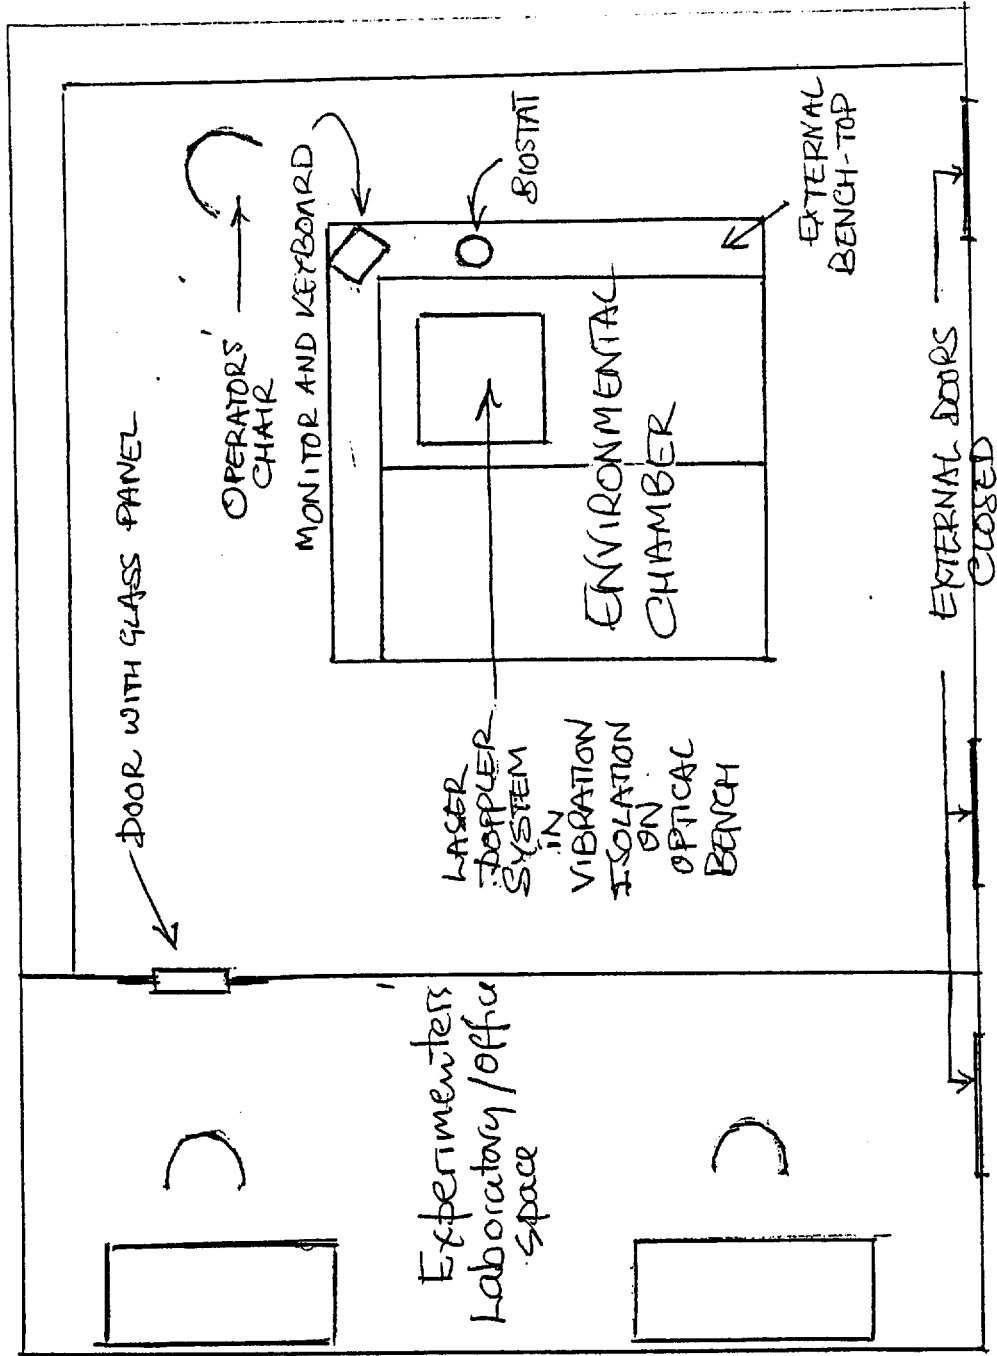 DOOR WITH GLASS PANEL
OPERATORS'
CHAIR
MONITOR AND KEYBOARD
BIOSTAT
EXTERNAL
BENCH-TOP
LASER
DOPPLER
SYSTEM
IN
VIBRATION
ISOLATION
ON
OPTICAL
BENCH
ENVIRONMENTAL
CHAMBER
EXTERNAL DOORS
CLOSED
Experimenters
Laboratory/Office
Space